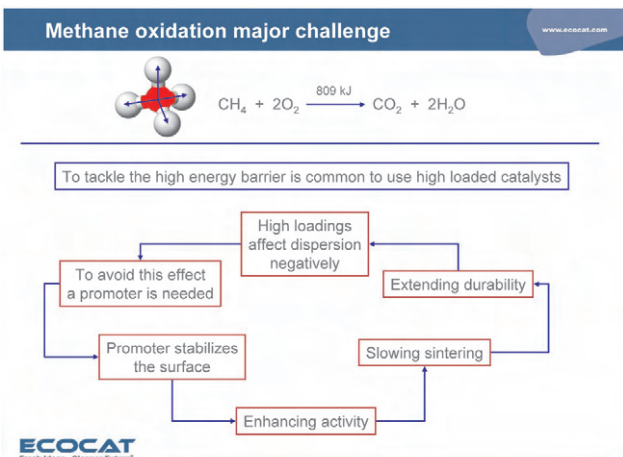 Methane oxidation major challenge
www.ecocat.com
809 kJ
CH₄ + 2O₂ → CO₂ + 2H₂O
To tackle the high energy barrier is common to use high loaded catalysts
High loadings
affect dispersion
negatively
To avoid this effect
a promoter is needed
Extending durability
Promoter stabilizes
the surface
Slowing sintering
Enhancing activity
ECOCAT